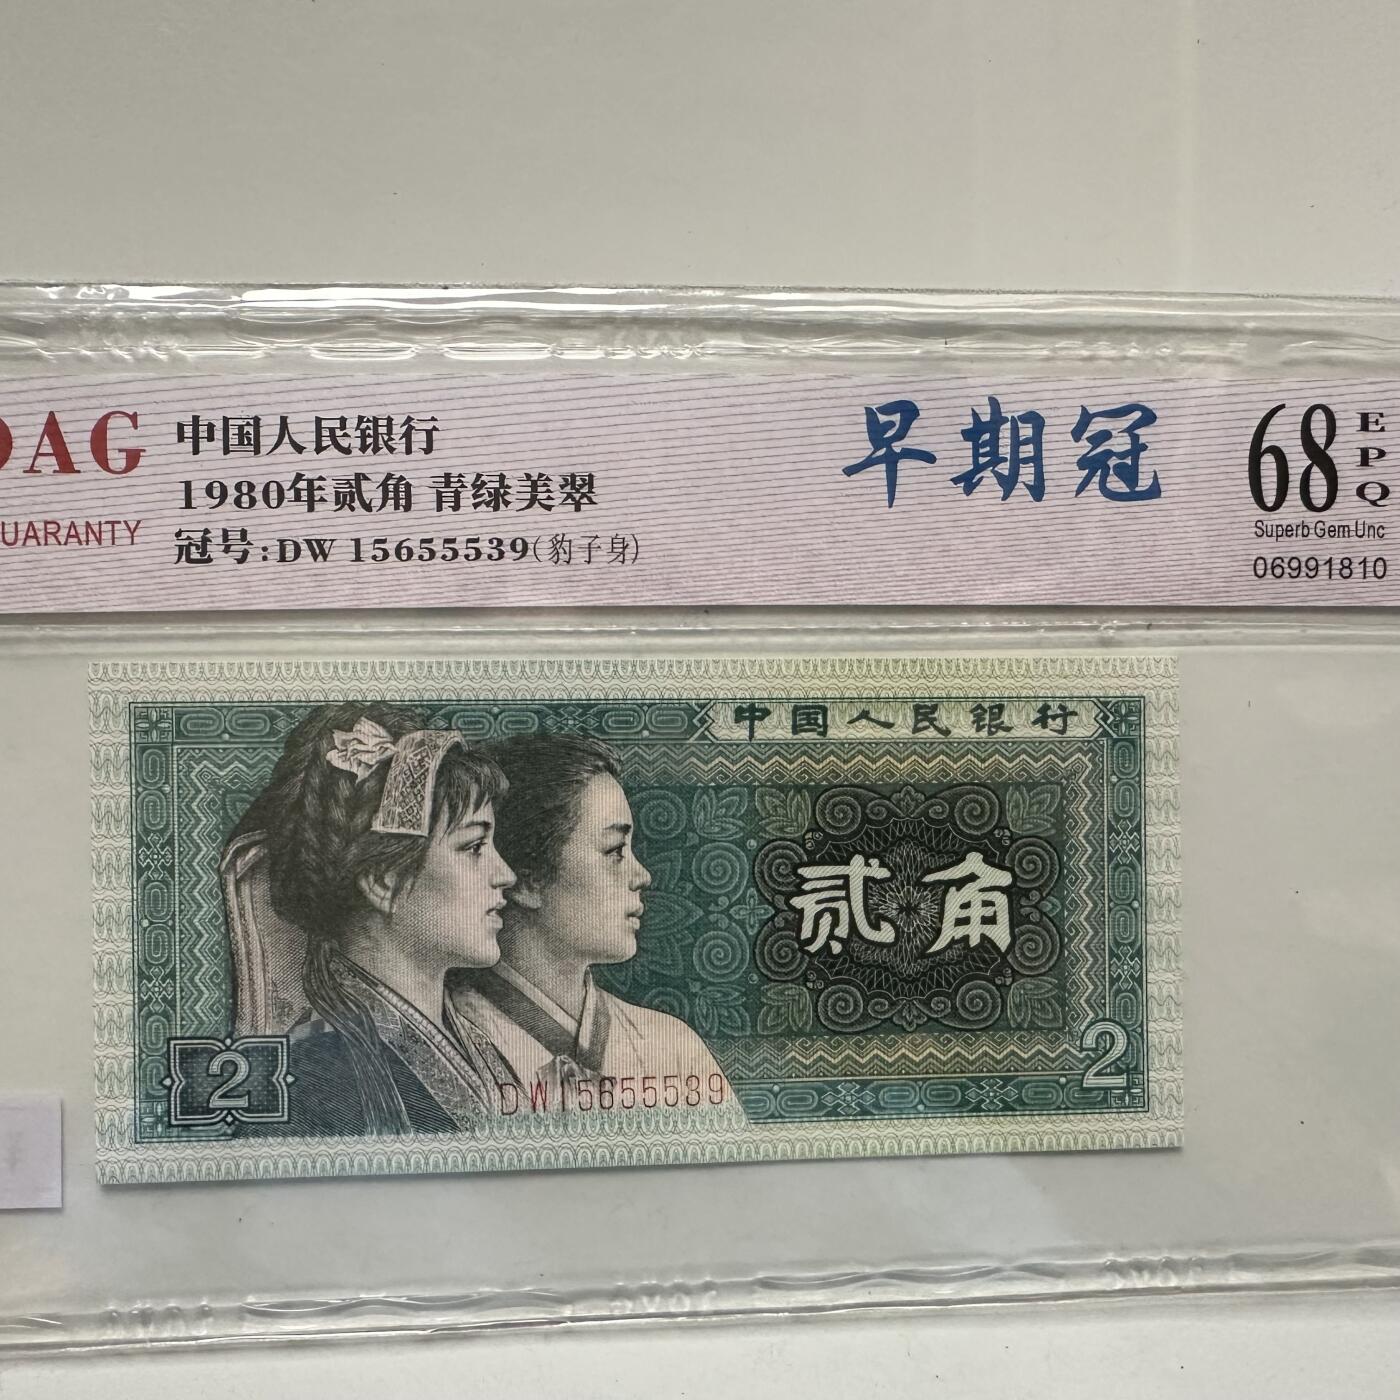 DAG
UARANTY
中国人民银行
1980年贰角 青绿美翠
冠号:DW 15655539(豹子身)
早期冠
68
EPQ
Superb Gem Unc
06991810
中国人民银行
贰角
2
2
DW15655539